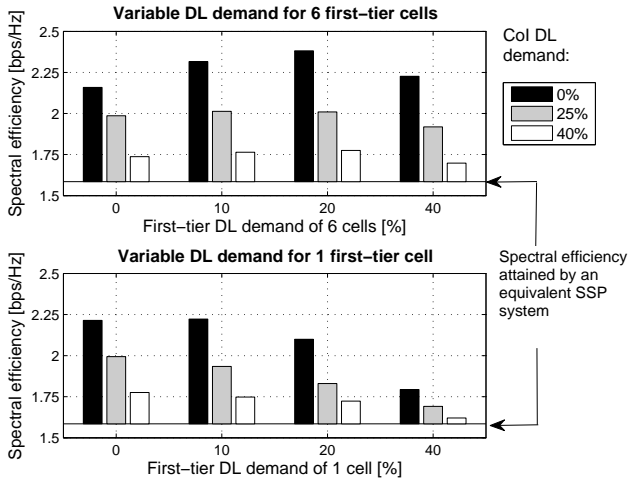 Variable DL demand for 6 first−tier cells
Spectral efficiency [bps/Hz]
2.5
2.25
2
1.75
1.5
0 10 20 40
First−tier DL demand of 6 cells [%]
CoI DL
demand:
0%
25%
40%
Spectral efficiency
attained by an
equivalent SSP
system
Variable DL demand for 1 first−tier cell
Spectral efficiency [bps/Hz]
2.5
2.25
2
1.75
1.5
0 10 20 40
First−tier DL demand of 1 cell [%]